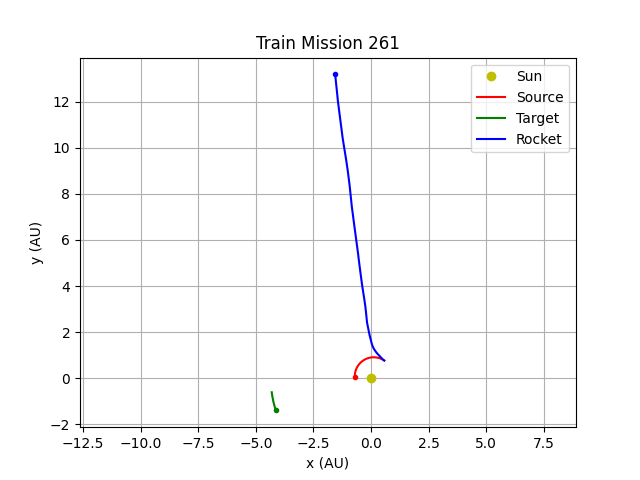 Train Mission 261
Sun
Source
Target
Rocket
12
10
8
6
4
2
0
−2
y (AU)
−12.5 −10.0 −7.5 −5.0 −2.5 0.0 2.5 5.0 7.5
x (AU)